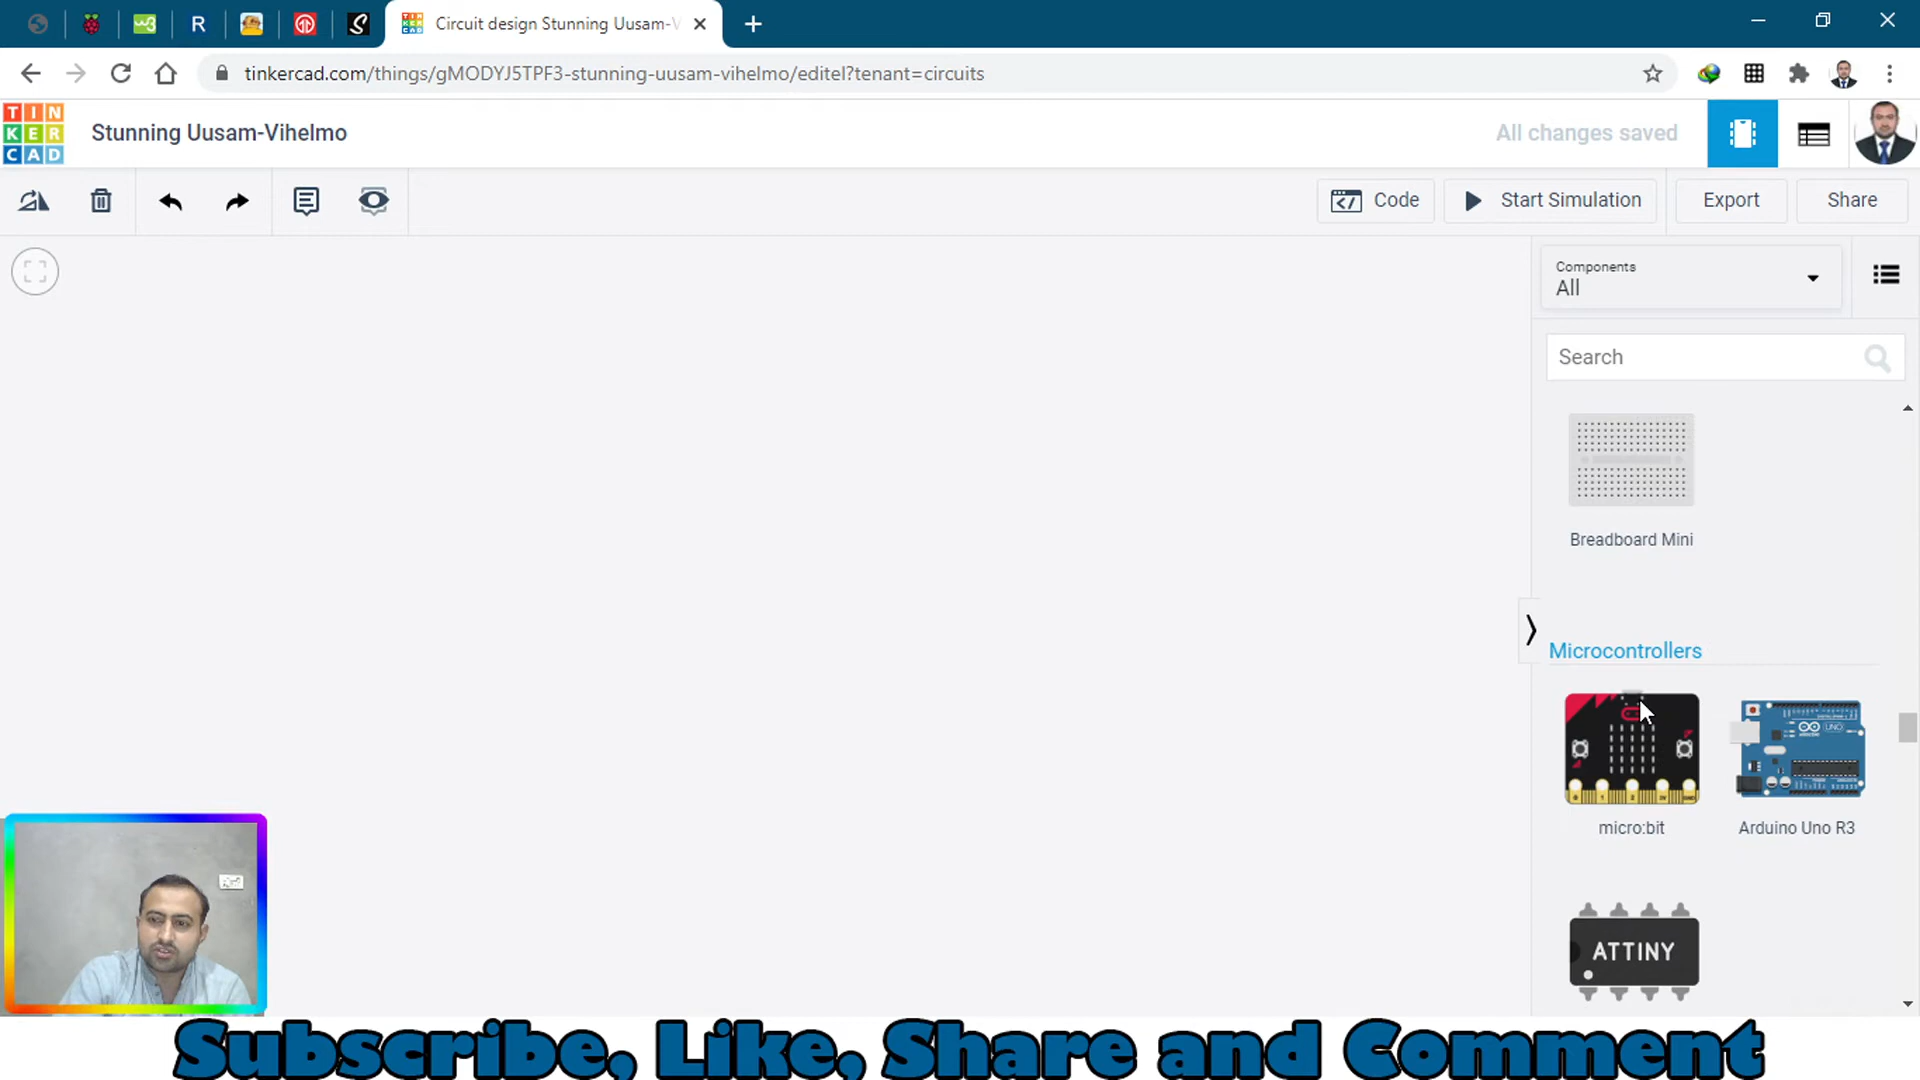 Circuit design Stunning Uusam-V
tinkercad.com/things/gMODYJ5TPF3-stunning-uusam-vihelmo/editel?tenant=circuits
TIN
KER
CAD
Stunning Uusam-Vihelmo
All changes saved
Code
Start Simulation
Export
Share
Components
All
Search
Breadboard Mini
Microcontrollers
micro:bit
Arduino Uno R3
ATTINY
Subscribe, Like, Share and Comment